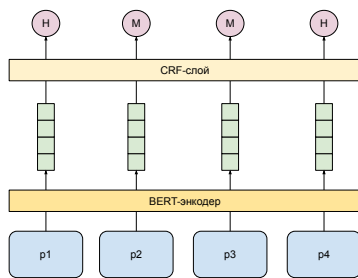 Н М М Н
CRF-слой
BERT-энкодер
p1 p2 p3 p4